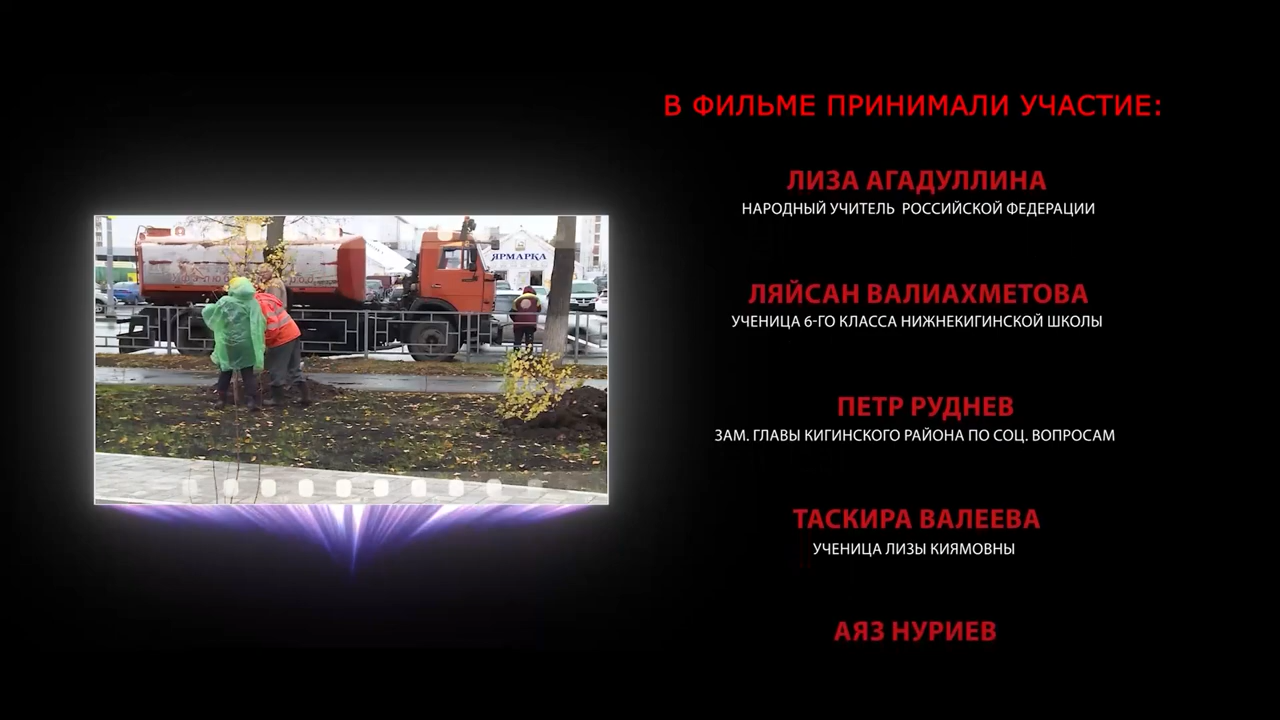 В ФИЛЬМЕ ПРИНИМАЛИ УЧАСТИЕ:
ЛИЗА АГАДУЛЛИНА
НАРОДНЫЙ УЧИТЕЛЬ РОССИЙСКОЙ ФЕДЕРАЦИИ
ЯРМАРКА
ЛЯЙСАН ВАЛИАХМЕТОВА
УЧЕНИЦА 6-ГО КЛАССА НИЖНЕКИГИНСКОЙ ШКОЛЫ
ПЕТР РУДНЕВ
ЗАМ. ГЛАВЫ КИГИНСКОГО РАЙОНА ПО СОЦ. ВОПРОСАМ
ТАСКИРА ВАЛЕЕВА
УЧЕНИЦА ЛИЗЫ КИЯМОВНЫ
АЯЗ НУРИЕВ